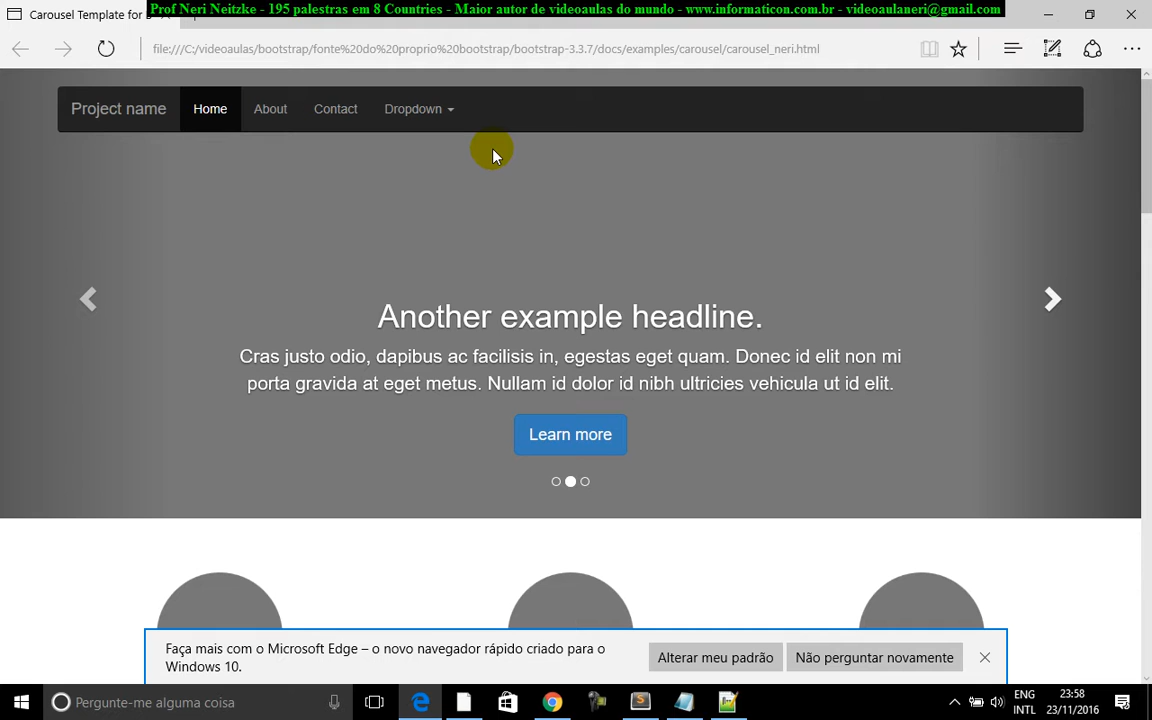 Prof Neri Neitzke - 195 palestras em 8 Countries - Maior autor de videoaulas do mundo - www.informaticon.com.br - videoaulaneri@gmail.com
Carousel Template for
file:///C:/videoaulas/bootstrap/fonte%20do%20proprio%20bootstrap/bootstrap-3.3.7/docs/examples/carousel/carousel_neri.html
Project name Home About Contact Dropdown
Another example headline.
Cras justo odio, dapibus ac facilisis in, egestas eget quam. Donec id elit non mi
porta gravida at eget metus. Nullam id dolor id nibh ultricies vehicula ut id elit.
Learn more
Faça mais com o Microsoft Edge – o novo navegador rápido criado para o
Windows 10.
Alterar meu padrão Não perguntar novamente
Pergunte-me alguma coisa
ENG 23:58
INTL 23/11/2016